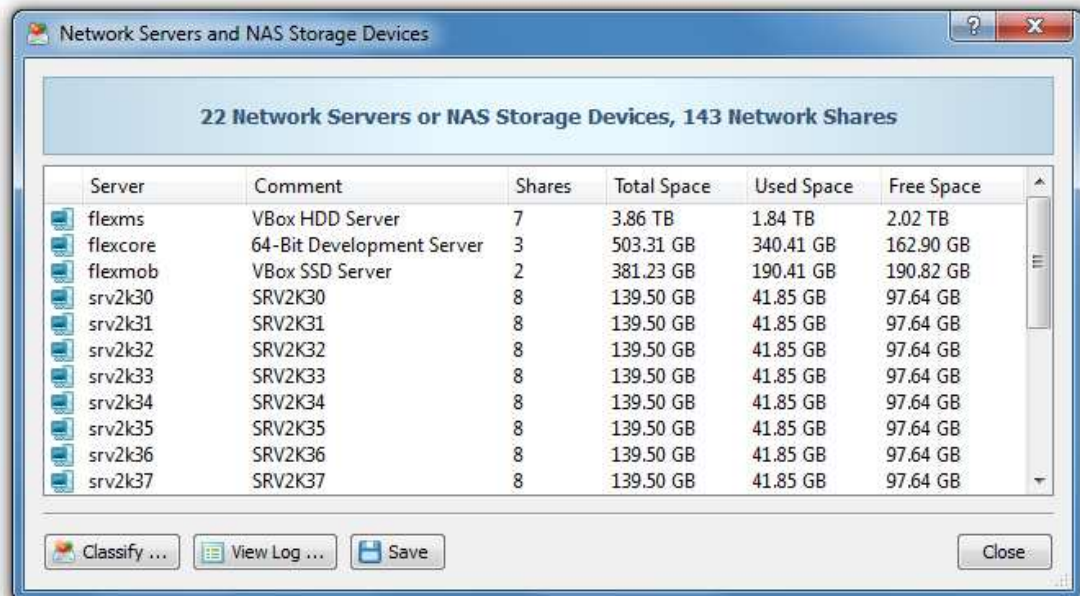 Network Servers and NAS Storage Devices
22 Network Servers or NAS Storage Devices, 143 Network Shares
Server Comment Shares Total Space Used Space Free Space
flexms VBox HDD Server 7 3.86 TB 1.84 TB 2.02 TB
flexcore 64-Bit Development Server 3 503.31 GB 340.41 GB 162.90 GB
flexmob VBox SSD Server 2 381.23 GB 190.41 GB 190.82 GB
srv2k30 SRV2K30 8 139.50 GB 41.85 GB 97.64 GB
srv2k31 SRV2K31 8 139.50 GB 41.85 GB 97.64 GB
srv2k32 SRV2K32 8 139.50 GB 41.85 GB 97.64 GB
srv2k33 SRV2K33 8 139.50 GB 41.85 GB 97.64 GB
srv2k34 SRV2K34 8 139.50 GB 41.85 GB 97.64 GB
srv2k35 SRV2K35 8 139.50 GB 41.85 GB 97.64 GB
srv2k36 SRV2K36 8 139.50 GB 41.85 GB 97.64 GB
srv2k37 SRV2K37 8 139.50 GB 41.85 GB 97.64 GB
Classify ... View Log ... Save Close